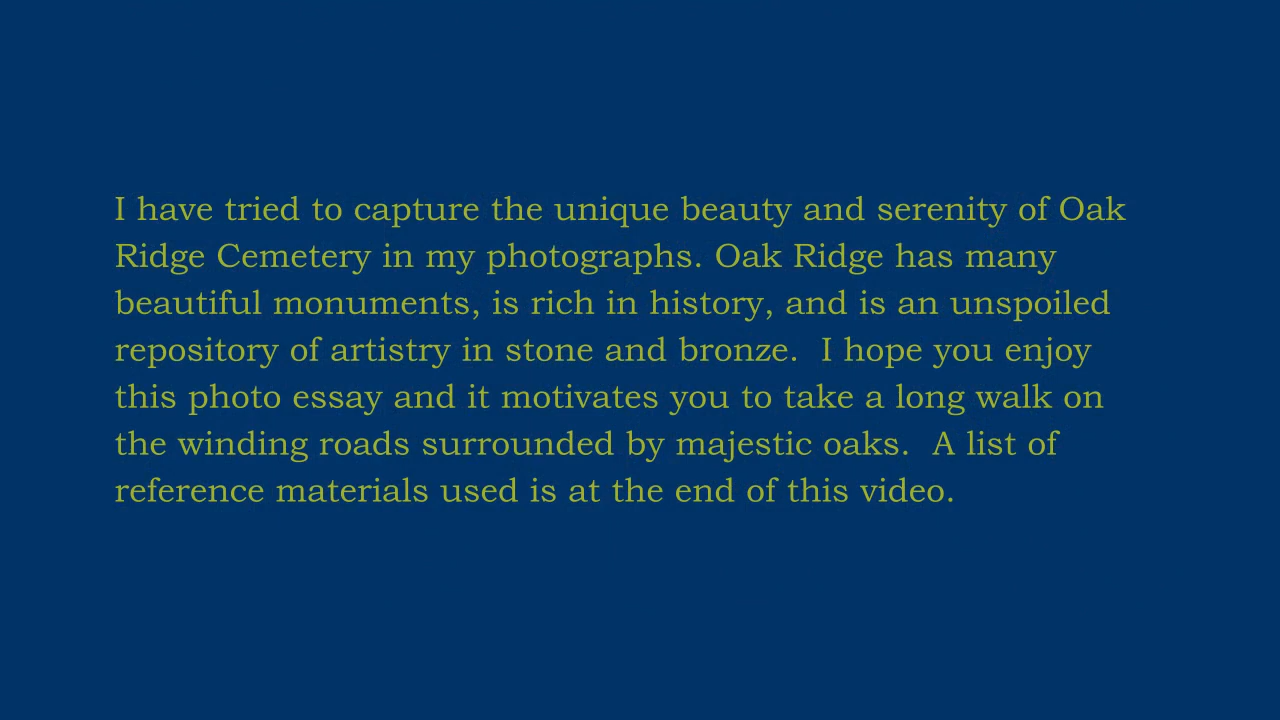 I have tried to capture the unique beauty and serenity of Oak
Ridge Cemetery in my photographs. Oak Ridge has many
beautiful monuments, is rich in history, and is an unspoiled
repository of artistry in stone and bronze.  I hope you enjoy
this photo essay and it motivates you to take a long walk on
the winding roads surrounded by majestic oaks.  A list of
reference materials used is at the end of this video.